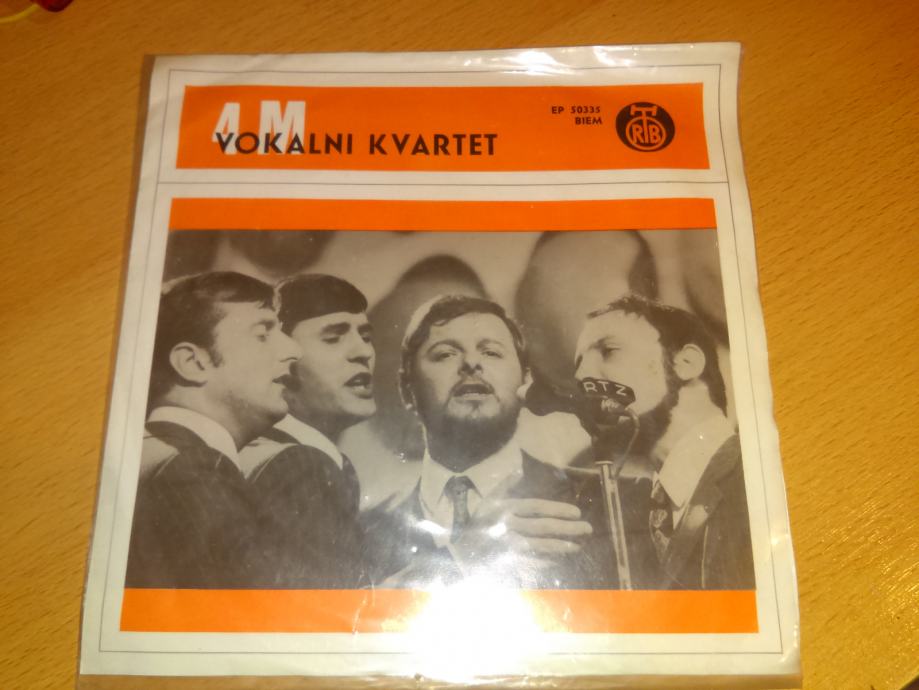 4 M
VOKALNI KVARTET
EP 50335
BIEM
RTB
RTZ